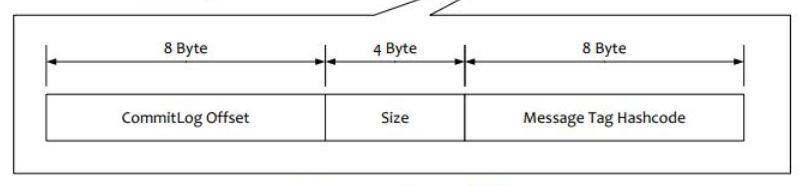 8 Byte 4 Byte 8 Byte
CommitLog Offset Size Message Tag Hashcode